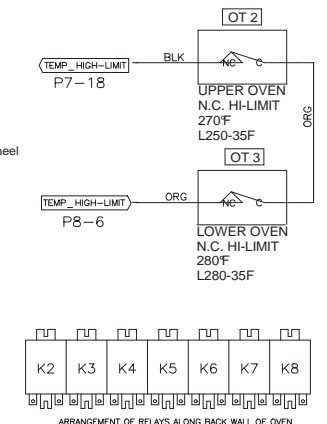 OT 2
TEMP_HIGH-LIMIT
BLK
P7-18
NC C
UPPER OVEN
N.C. HI-LIMIT
270°F
L250-35F
ORG
OT 3
TEMP_HIGH-LIMIT
ORG
P8-6
NC C
LOWER OVEN
N.C. HI-LIMIT
280°F
L280-35F
K2 K3 K4 K5 K6 K7 K8
ARRANGEMENT OF RELAYS ALONG BACK WALL OF OVEN